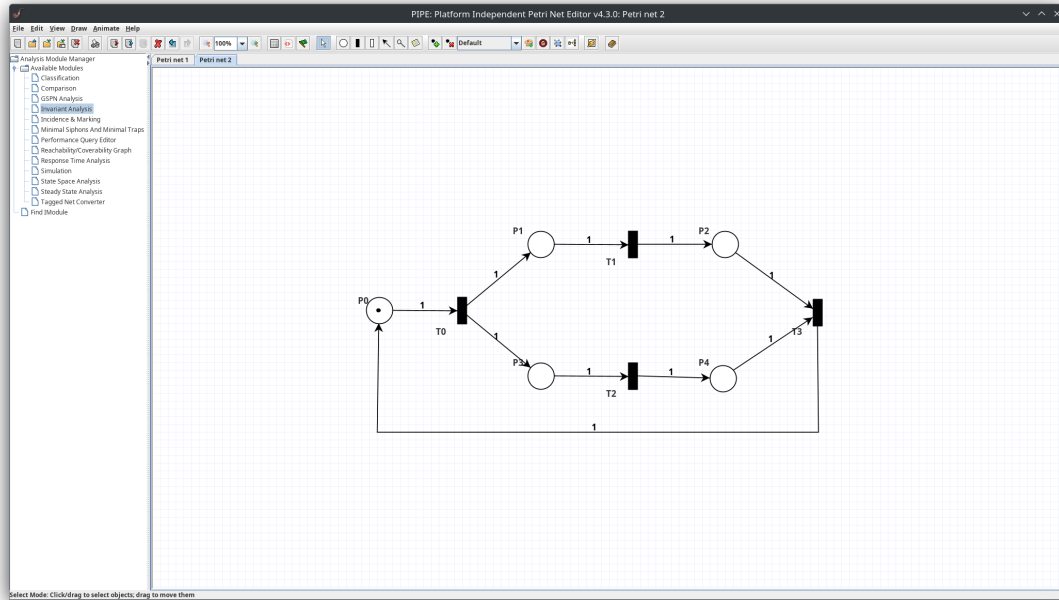 PIPE: Platform Independent Petri Net Editor v4.3.0: Petri net 2
File Edit View Draw Animate Help
100% Default
Analysis Module Manager
Available Modules
Classification
Comparison
GSPN Analysis
Invariant Analysis
Incidence & Marking
Minimal Siphons And Minimal Traps
Performance Query Editor
Reachability/Coverability Graph
Response Time Analysis
Simulation
State Space Analysis
Steady State Analysis
Tagged Net Converter
Find IModule
Petri net 1 Petri net 2
P1 P2
1 1
T1
1 1
P0
1
T0 T3
1 1
P3 P4
1 1
T2
1
Select Mode: Click/drag to select objects; drag to move them